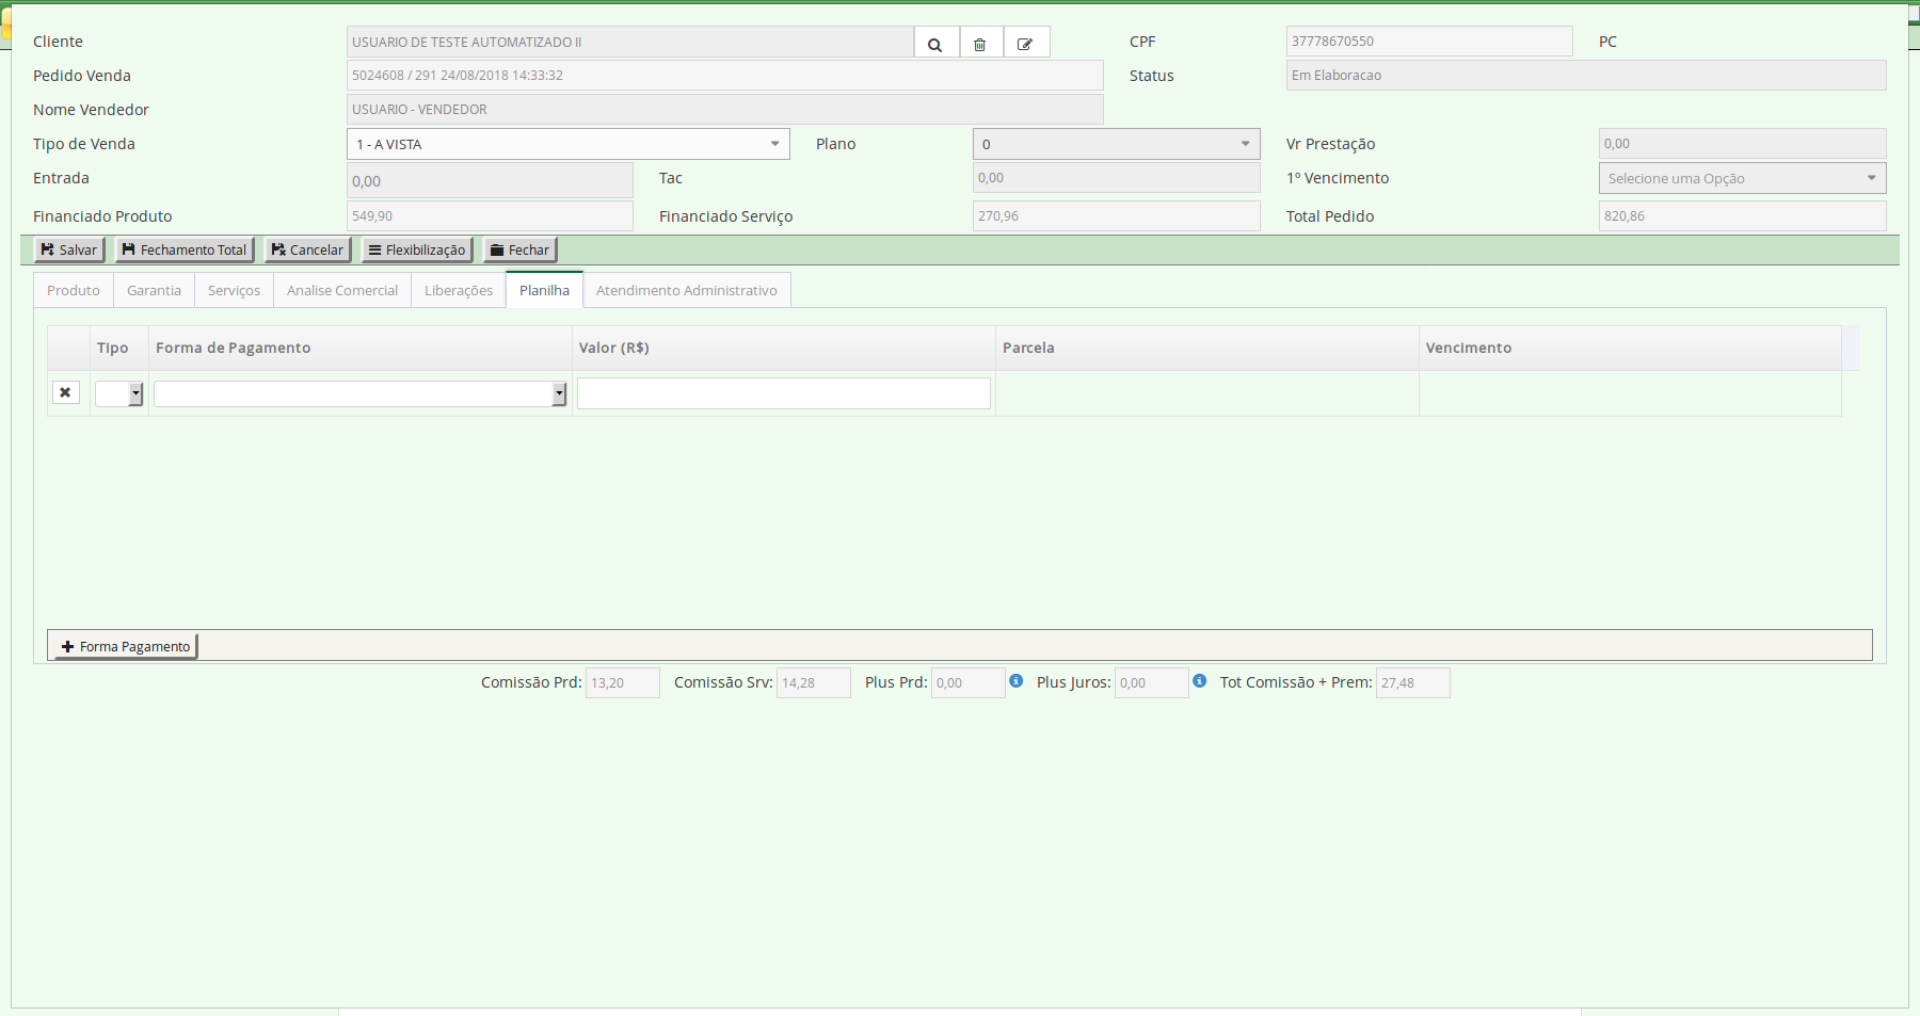 Cliente USUARIO DE TESTE AUTOMATIZADO II CPF 37778670550 PC
Pedido Venda 5024608 / 291 24/08/2018 14:33:32 Status Em Elaboracao
Nome Vendedor USUARIO - VENDEDOR
Tipo de Venda 1 - A VISTA Plano 0 Vr Prestação 0,00
Entrada 0,00 Tac 0,00 1º Vencimento Selecione uma Opção
Financiado Produto 549,90 Financiado Serviço 270,96 Total Pedido 820,86
Salvar Fechamento Total Cancelar Flexibilização Fechar
Produto Garantia Serviços Analise Comercial Liberações Planilha Atendimento Administrativo
Tipo Forma de Pagamento Valor (R$) Parcela Vencimento
Forma Pagamento
Comissão Prd: 13,20 Comissão Srv: 14,28 Plus Prd: 0,00 Plus Juros: 0,00 Tot Comissão + Prem: 27,48